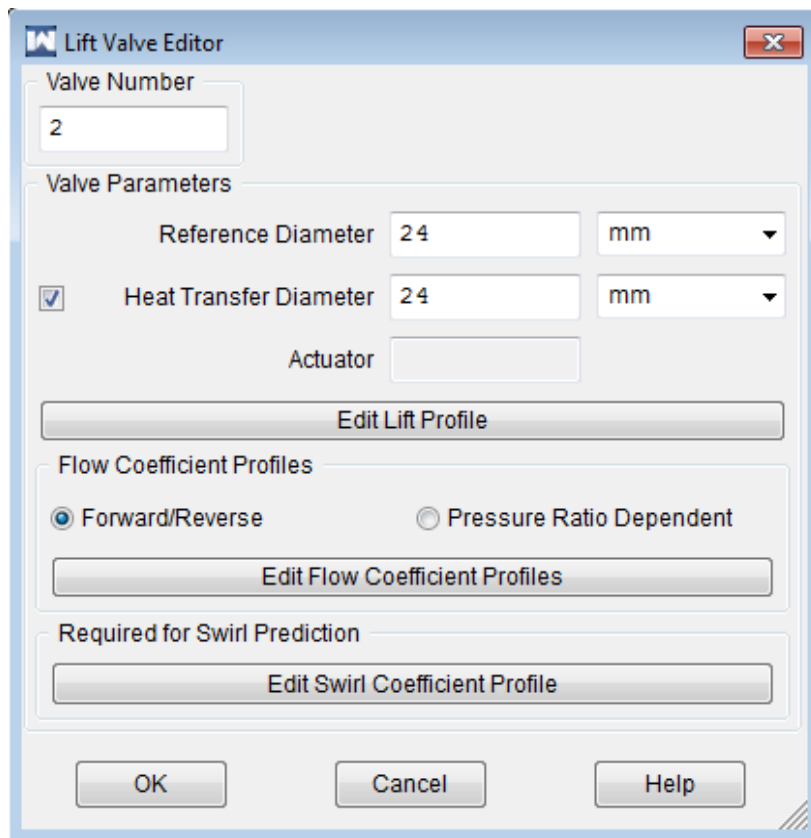 Lift Valve Editor
Valve Number
2
Valve Parameters
Reference Diameter 24 mm
Heat Transfer Diameter 24 mm
Actuator
Edit Lift Profile
Flow Coefficient Profiles
Forward/Reverse Pressure Ratio Dependent
Edit Flow Coefficient Profiles
Required for Swirl Prediction
Edit Swirl Coefficient Profile
OK Cancel Help